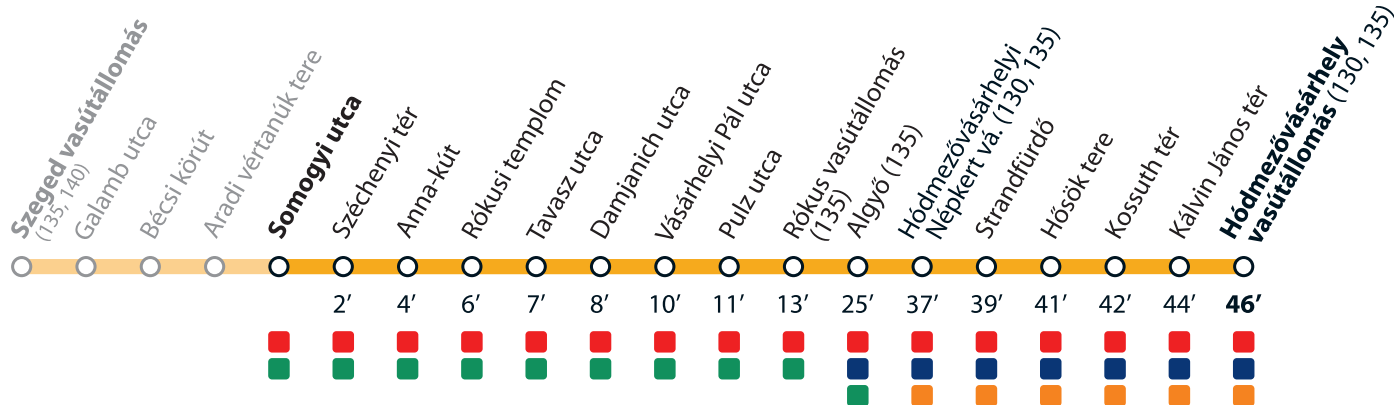 Szeged vasútállomás
(135, 140)
Galamb utca
Bécsi körút
Aradi vértanúk tere
Somogyi utca
Széchenyi tér
Anna-kút
Rókusi templom
Tavasz utca
Damjanich utca
Vásárhelyi Pál utca
Pulz utca
Rókus vasútállomás
(135)
Algyő (135)
Hódmezővásárhelyi
Népkert vá. (130, 135)
Strandfürdő
Hősök tere
Kossuth tér
Kálvin János tér
Hódmezővásárhely
vasútállomás (130, 135)
2’ 4’ 6’ 7’ 8’ 10’ 11’ 13’ 25’ 37’ 39’ 41’ 42’ 44’ 46’